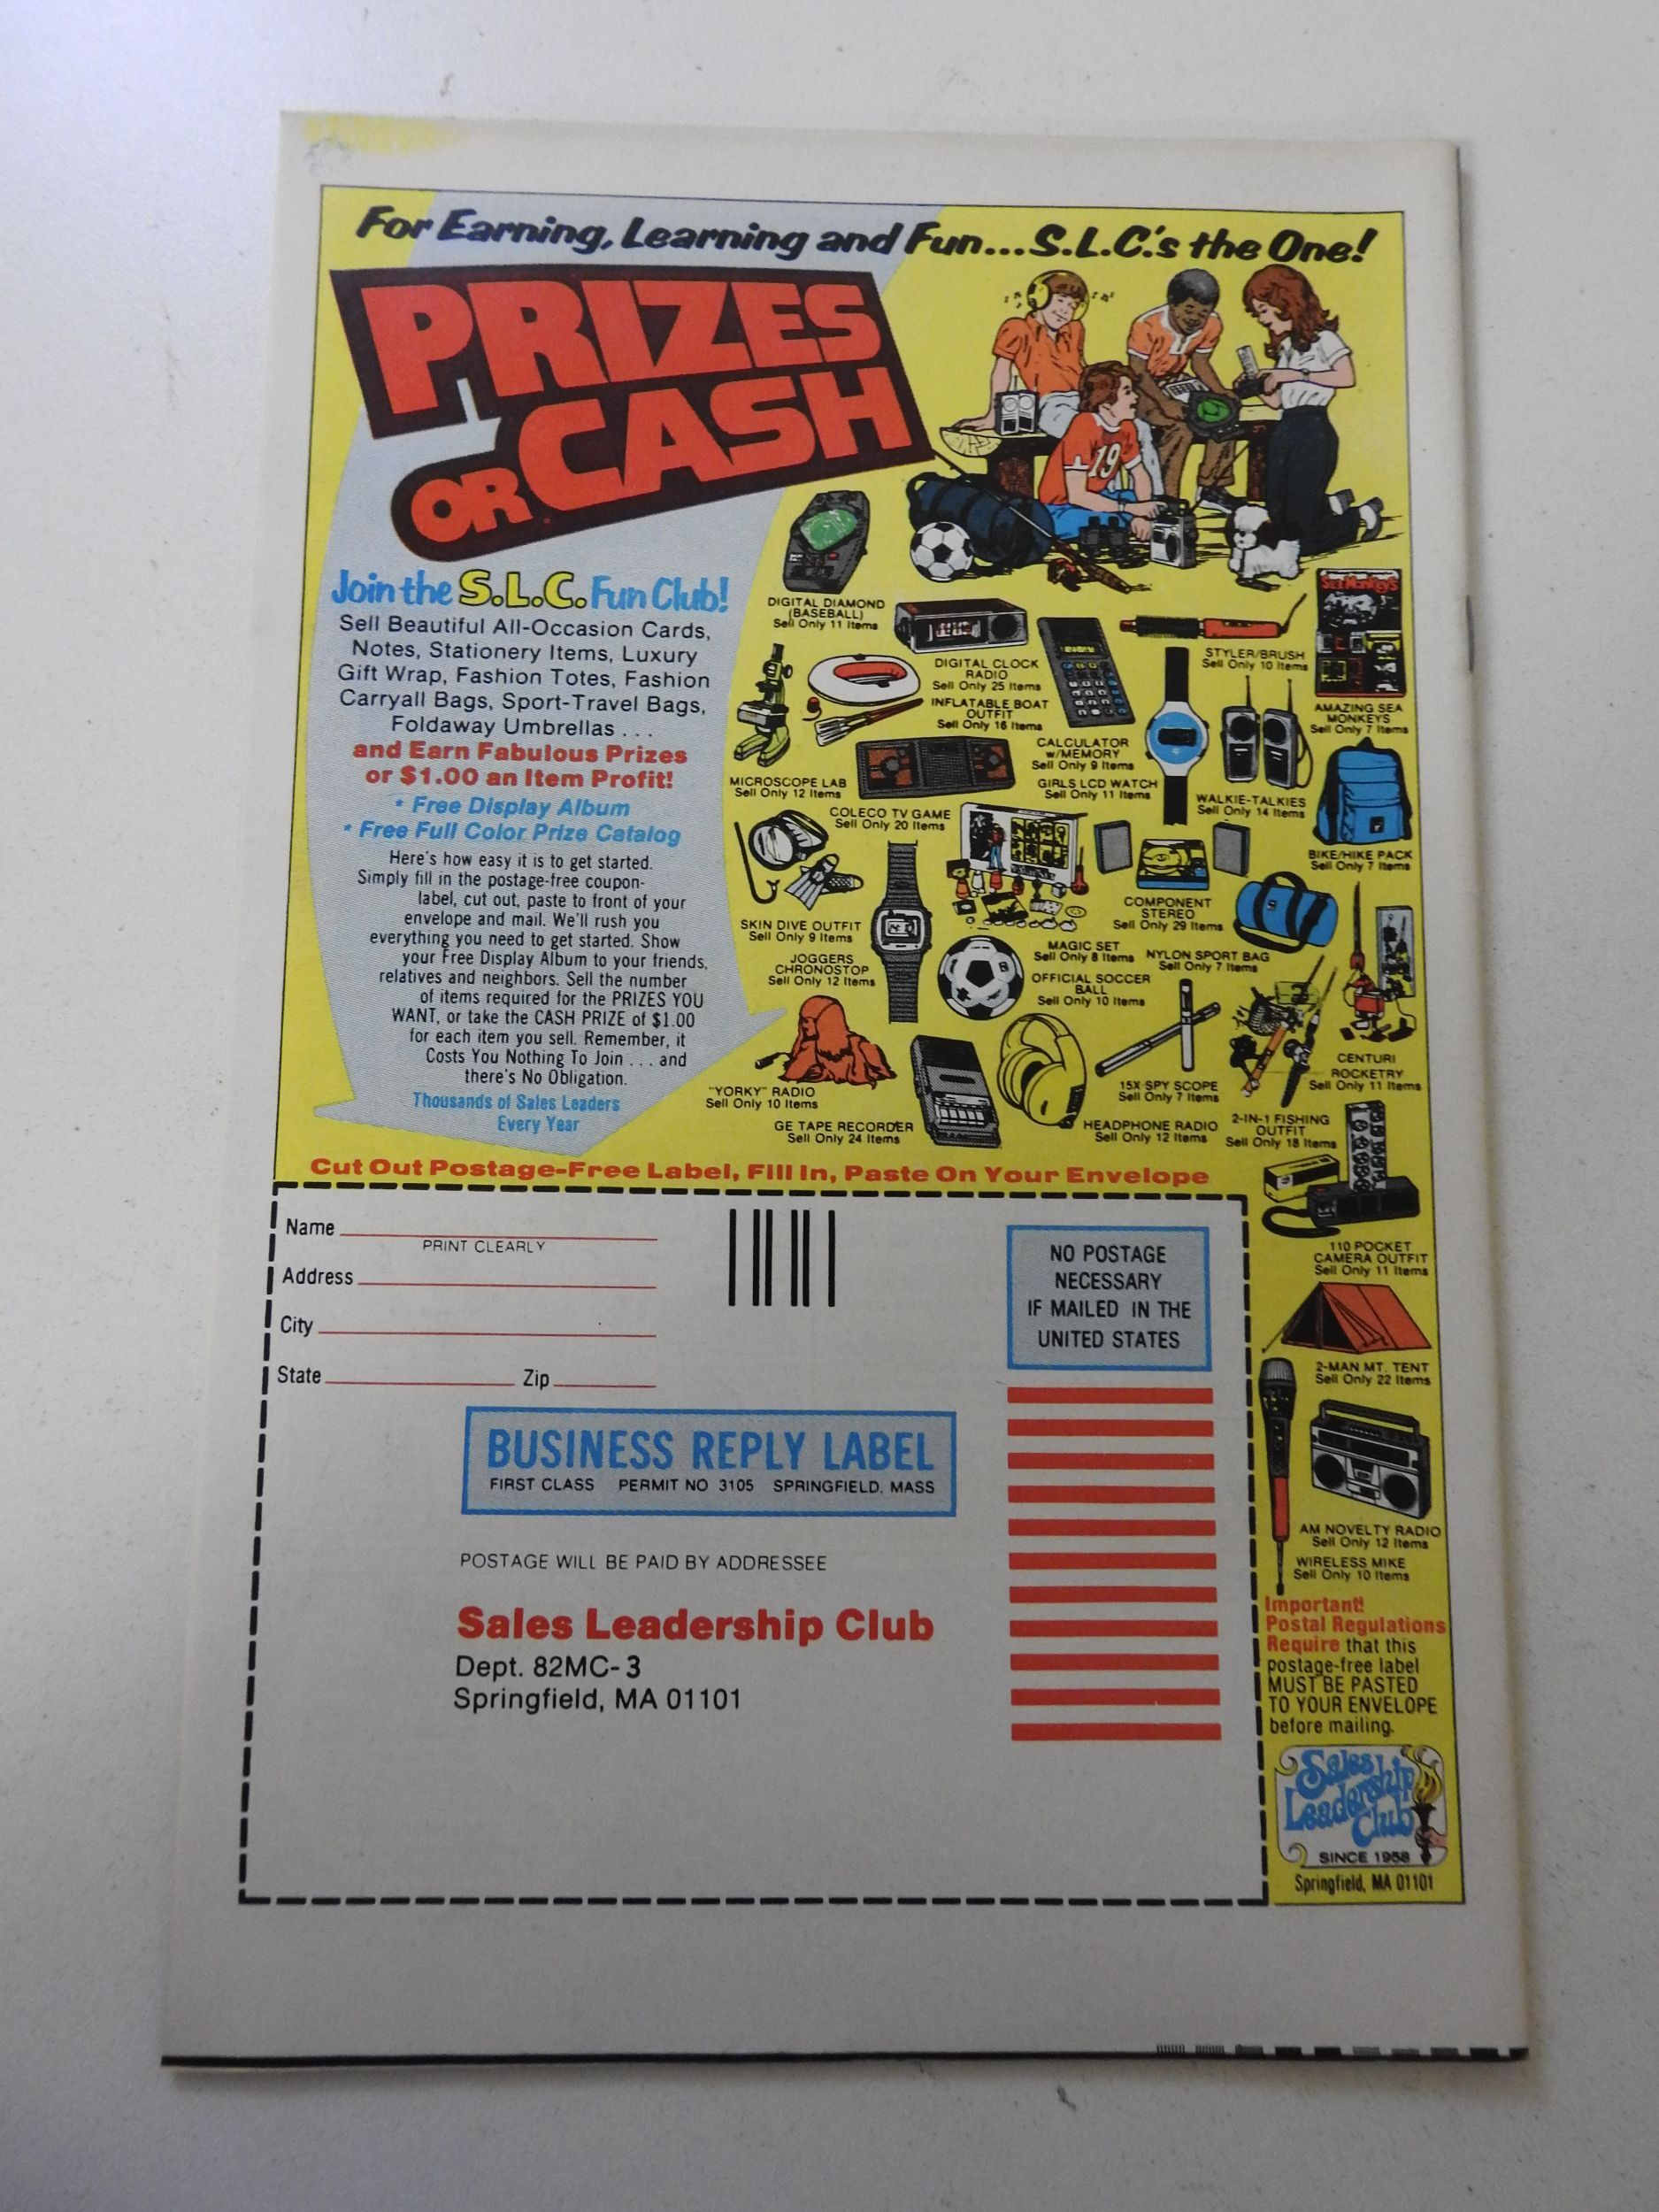 For Earning, Learning and Fun...S.L.C.'s the One!
PRIZES
OR CASH
Join the S.L.C. Fun Club!
Sell Beautiful All-Occasion Cards,
Notes, Stationery Items, Luxury
Gift Wrap, Fashion Totes, Fashion
Carryall Bags, Sport-Travel Bags,
Foldaway Umbrellas . . .
and Earn Fabulous Prizes
or $1.00 an Item Profit!
* Free Display Album
* Free Full Color Prize Catalog
Here's how easy it is to get started.
Simply fill in the postage-free coupon-
label, cut out, paste to front of your
envelope and mail. We'll rush you
everything you need to get started. Show
your Free Display Album to your friends,
relatives and neighbors. Sell the number
of items required for the PRIZES YOU
WANT, or take the CASH PRIZE of $1.00
for each item you sell. Remember, it
Costs You Nothing To Join . . . and
there's No Obligation.
Thousands of Sales Leaders
Every Year
19
DIGITAL DIAMOND
(BASEBALL)
Sell Only 11 Items
DIGITAL CLOCK
RADIO
Sell Only 25 Items
STYLER/BRUSH
Sell Only 10 Items
Sea Monkeys
AMAZING SEA
MONKEYS
Sell Only 7 Items
INFLATABLE BOAT
OUTFIT
Sell Only 16 Items
MICROSCOPE LAB
Sell Only 12 Items
CALCULATOR
w/MEMORY
Sell Only 9 Items
GIRLS LCD WATCH
Sell Only 11 Items
WALKIE-TALKIES
Sell Only 14 Items
COLECO TV GAME
Sell Only 20 Items
BIKE/HIKE PACK
Sell Only 7 Items
SKIN DIVE OUTFIT
Sell Only 9 Items
COMPONENT
STEREO
Sell Only 29 Items
JOGGERS
CHRONOSTOP
Sell Only 12 Items
MAGIC SET
Sell Only 8 Items
NYLON SPORT BAG
Sell Only 7 Items
OFFICIAL SOCCER
BALL
Sell Only 10 Items
CENTURI
ROCKETRY
Sell Only 11 Items
"YORKY" RADIO
Sell Only 10 Items
15X SPY SCOPE
Sell Only 7 Items
GE TAPE RECORDER
Sell Only 24 Items
HEADPHONE RADIO
Sell Only 12 Items
2-IN-1 FISHING
OUTFIT
Sell Only 18 Items
110 POCKET
CAMERA OUTFIT
Sell Only 11 Items
2-MAN MT. TENT
Sell Only 22 Items
AM NOVELTY RADIO
Sell Only 12 Items
WIRELESS MIKE
Sell Only 10 Items
Important!
Postal Regulations
Require that this
postage-free label
MUST BE PASTED
TO YOUR ENVELOPE
before mailing.
Sales
Leadership
Club
SINCE 1958
Springfield, MA 01101
Cut Out Postage-Free Label, Fill In, Paste On Your Envelope
Name
PRINT CLEARLY
Address
City
State Zip
NO POSTAGE
NECESSARY
IF MAILED IN THE
UNITED STATES
BUSINESS REPLY LABEL
FIRST CLASS PERMIT NO 3105 SPRINGFIELD, MASS
POSTAGE WILL BE PAID BY ADDRESSEE
Sales Leadership Club
Dept. 82MC-3
Springfield, MA 01101